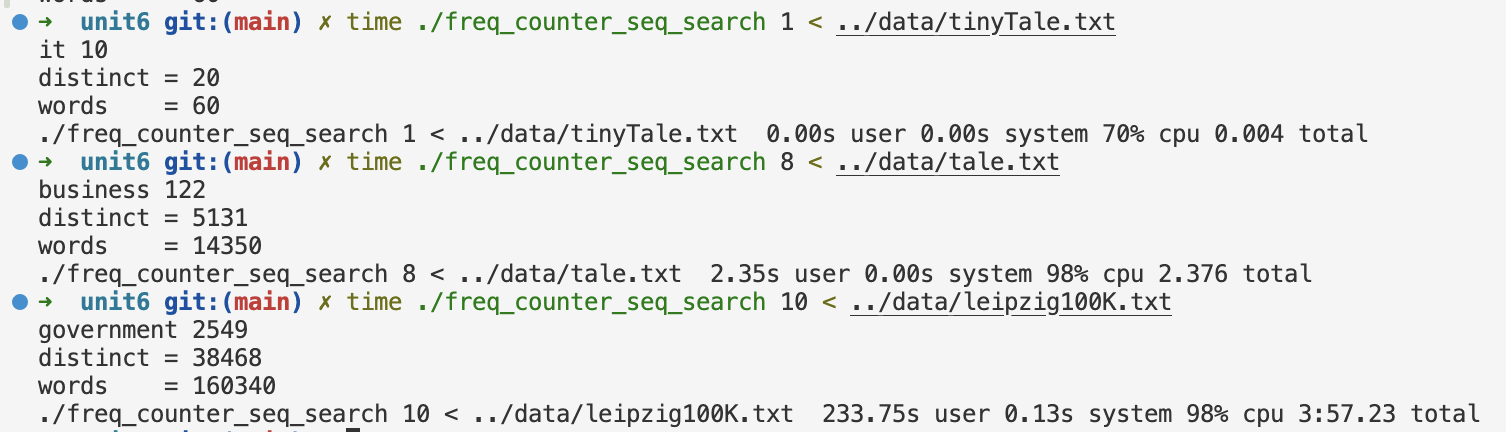 ➜  unit6 git:(main) ✗ time ./freq_counter_seq_search 1 < ../data/tinyTale.txt
it 10
distinct = 20
words    = 60
./freq_counter_seq_search 1 < ../data/tinyTale.txt  0.00s user 0.00s system 70% cpu 0.004 total
➜  unit6 git:(main) ✗ time ./freq_counter_seq_search 8 < ../data/tale.txt
business 122
distinct = 5131
words    = 14350
./freq_counter_seq_search 8 < ../data/tale.txt  2.35s user 0.00s system 98% cpu 2.376 total
➜  unit6 git:(main) ✗ time ./freq_counter_seq_search 10 < ../data/leipzig100K.txt
government 2549
distinct = 38468
words    = 160340
./freq_counter_seq_search 10 < ../data/leipzig100K.txt  233.75s user 0.13s system 98% cpu 3:57.23 total